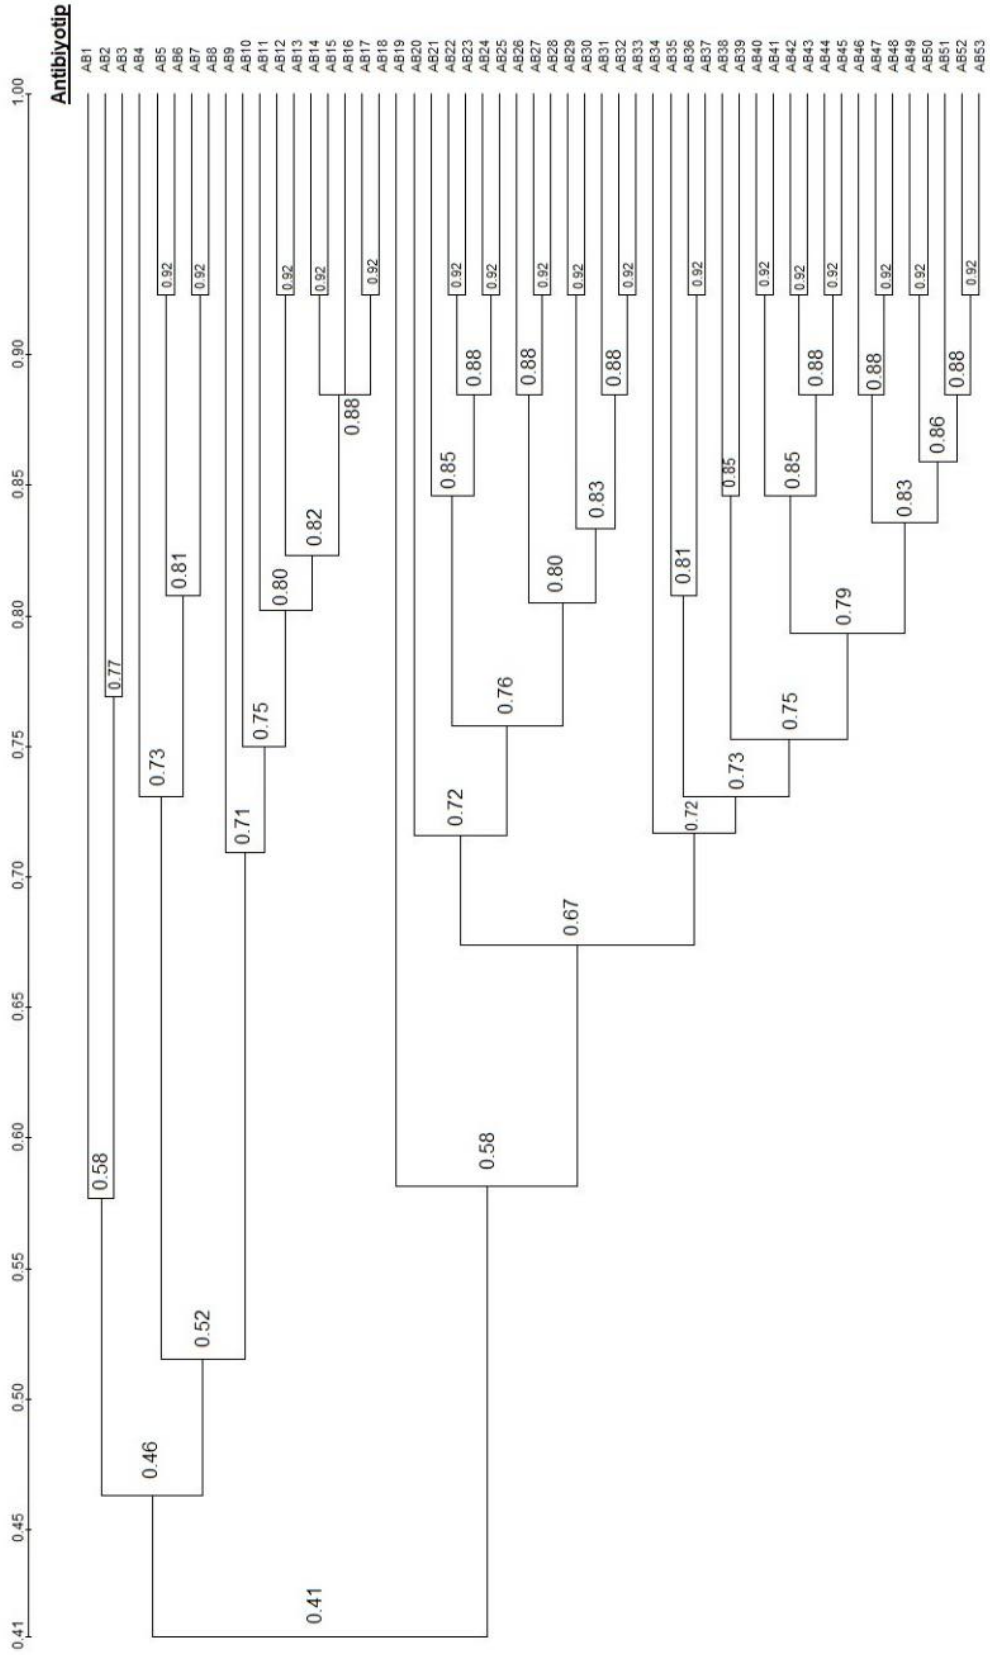 0.41 0.45 0.50 0.55 0.60 0.65 0.70 0.75 0.80 0.85 0.90 1.00
Antibiyotip
AB1
0.58
AB2
0.77
AB3
AB4
0.46
0.73
AB5
0.92
AB6
0.81
AB7
0.92
0.52
AB8
AB9
0.71
AB10
0.75
AB11
0.80
AB12
0.92
AB13
0.41
0.82
AB14
0.92
AB15
AB16
0.88
AB17
0.92
AB18
AB19
AB20
AB21
0.85
AB22
0.72
0.92
AB23
0.88
AB24
0.58
0.92
AB25
0.76
AB26
0.88
AB27
0.92
AB28
0.80
AB29
0.67
0.92
AB30
0.83
AB31
0.88
AB32
0.92
AB33
AB34
AB35
0.81
AB36
0.72
0.92
AB37
AB38
0.85
0.73
AB39
AB40
0.92
AB41
0.75
AB42
0.85
0.92
AB43
0.88
AB44
0.92
AB45
0.79
AB46
0.88
AB47
0.92
AB48
0.83
AB49
0.92
AB50
0.86
AB51
0.88
AB52
0.92
AB53